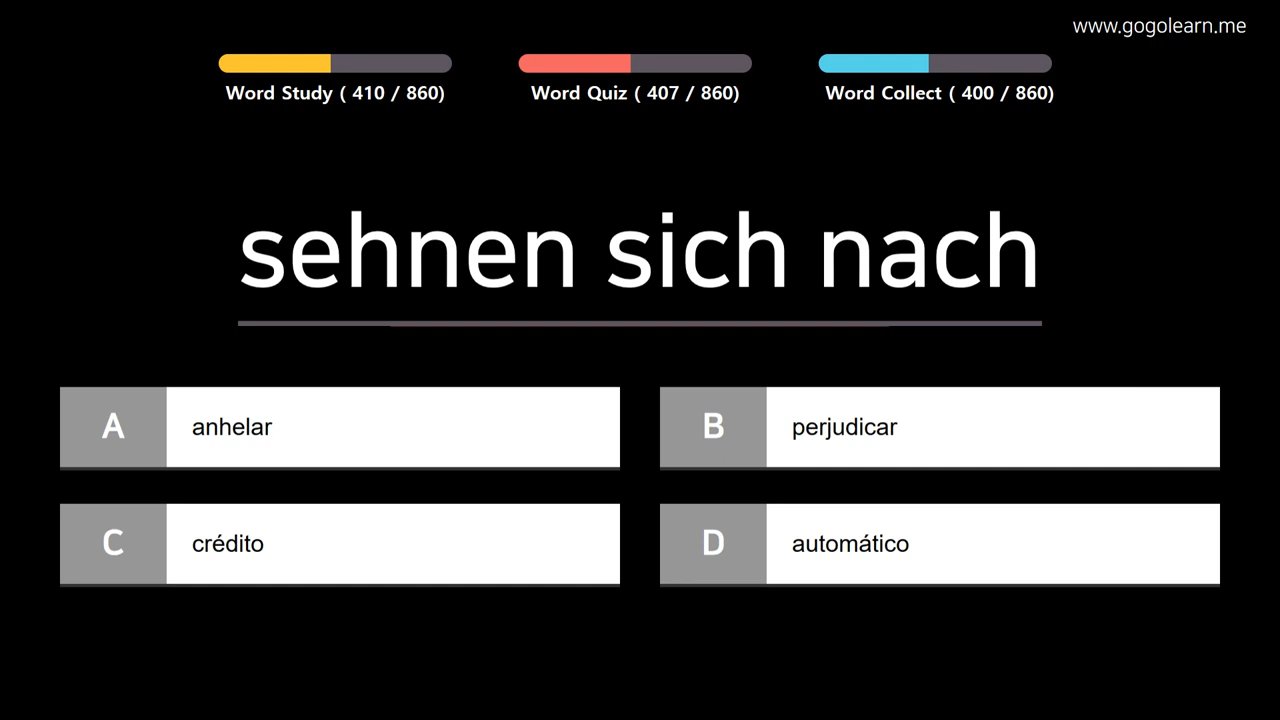 www.gogolearn.me
Word Study ( 410 / 860)
Word Quiz ( 407 / 860)
Word Collect ( 400 / 860)
sehnen sich nach
A anhelar
B perjudicar
C crédito
D automático